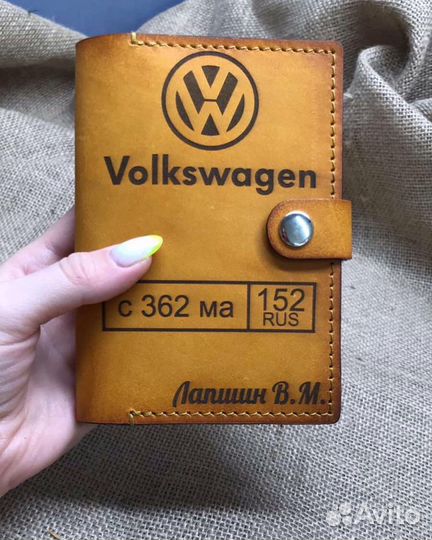 Volkswagen
с 362 ма 152
RUS
Лапшин В.М.
Avito